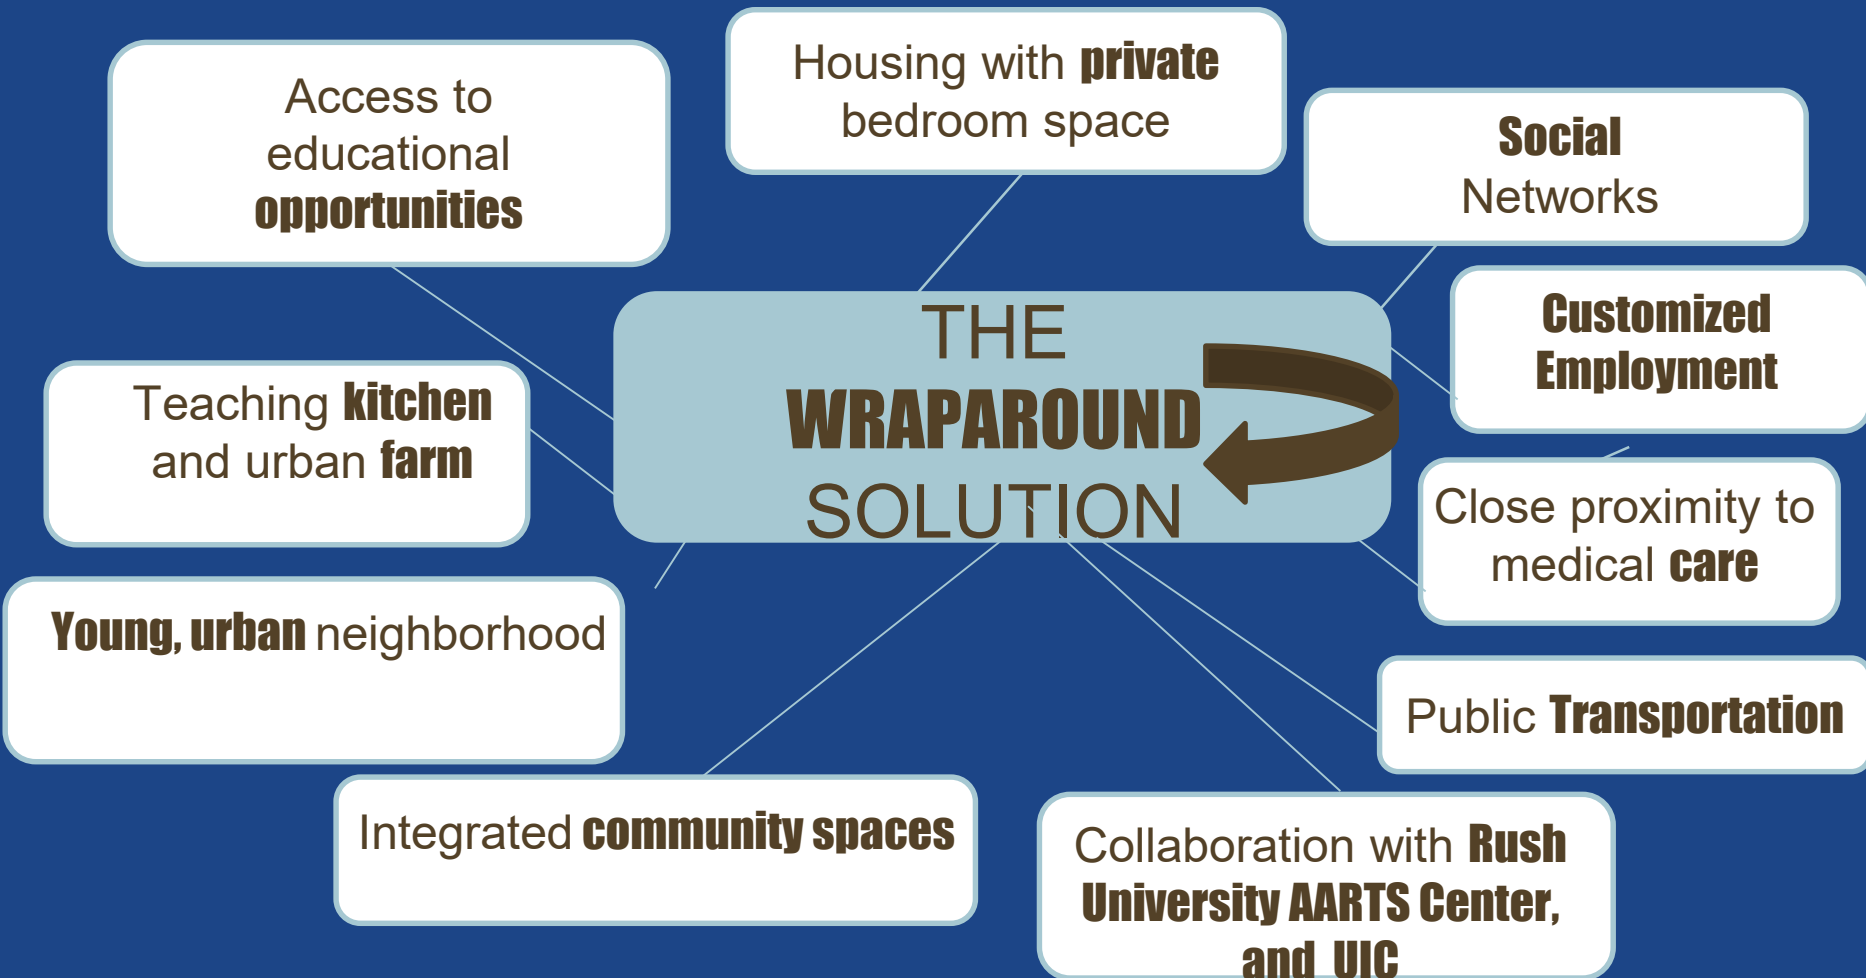 Access to
educational
opportunities
Housing with private
bedroom space
Social
Networks
THE
WRAPAROUND
SOLUTION
Customized
Employment
Teaching kitchen
and urban farm
Close proximity to
medical care
Young, urban neighborhood
Public Transportation
Integrated community spaces
Collaboration with Rush
University AARTS Center,
and UIC